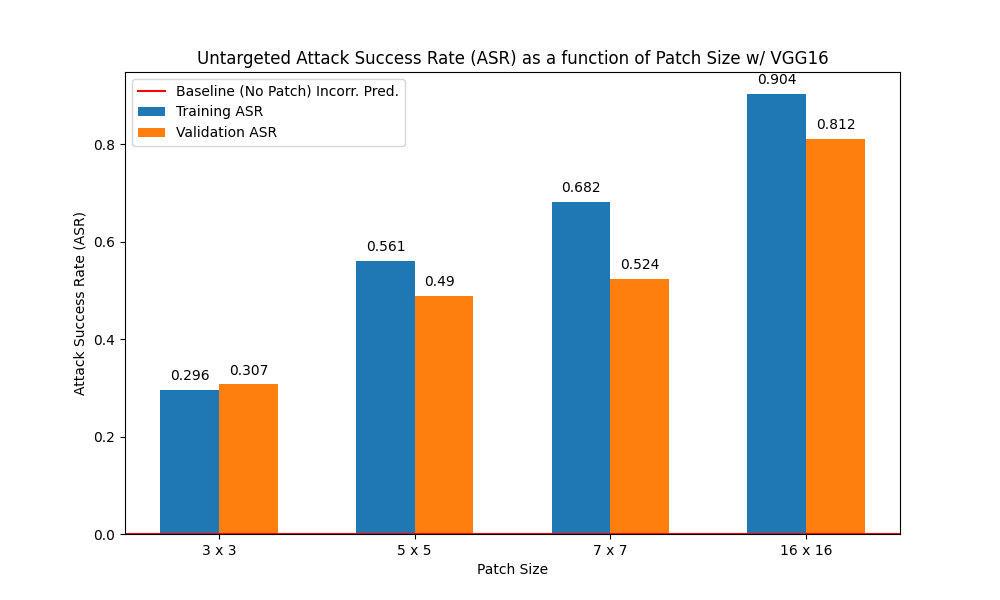 Untargeted Attack Success Rate (ASR) as a function of Patch Size w/ VGG16
Baseline (No Patch) Incorr. Pred.
Training ASR
Validation ASR
0.904
0.812
0.682
0.524
0.561
0.49
0.296
0.307
Attack Success Rate (ASR)
0.8
0.6
0.4
0.2
0.0
3 x 3
5 x 5
7 x 7
16 x 16
Patch Size